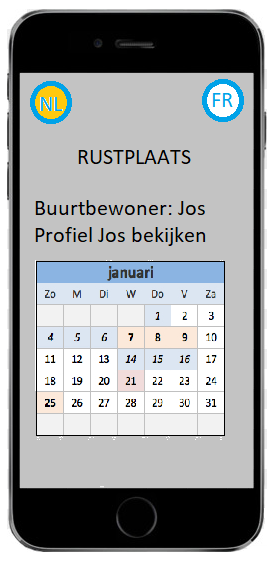 NL FR
RUSTPLAATS
Buurtbewoner: Jos
Profiel Jos bekijken
januari
Zo M Di W Do V Za
1 2 3
4 5 6 7 8 9 10
11 12 13 14 15 16 17
18 19 20 21 22 23 24
25 26 27 28 29 30 31